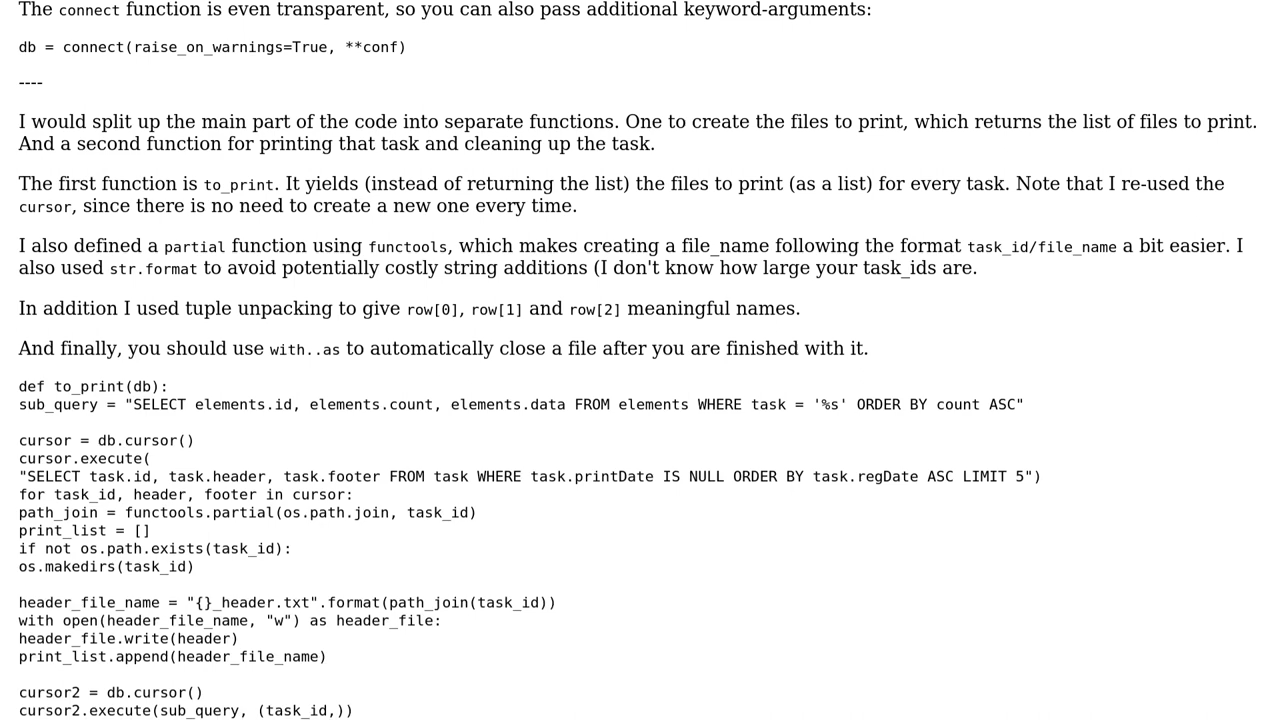 The connect function is even transparent, so you can also pass additional keyword-arguments:
db = connect(raise_on_warnings=True, **conf)
----
I would split up the main part of the code into separate functions. One to create the files to print, which returns the list of files to print.
And a second function for printing that task and cleaning up the task.
The first function is to_print. It yields (instead of returning the list) the files to print (as a list) for every task. Note that I re-used the
cursor, since there is no need to create a new one every time.
I also defined a partial function using functools, which makes creating a file_name following the format task_id/file_name a bit easier. I
also used str.format to avoid potentially costly string additions (I don't know how large your task_ids are.
In addition I used tuple unpacking to give row[0], row[1] and row[2] meaningful names.
And finally, you should use with..as to automatically close a file after you are finished with it.
def to_print(db):
sub_query = "SELECT elements.id, elements.count, elements.data FROM elements WHERE task = '%s' ORDER BY count ASC"
cursor = db.cursor()
cursor.execute(
"SELECT task.id, task.header, task.footer FROM task WHERE task.printDate IS NULL ORDER BY task.regDate ASC LIMIT 5")
for task_id, header, footer in cursor:
path_join = functools.partial(os.path.join, task_id)
print_list = []
if not os.path.exists(task_id):
os.makedirs(task_id)
header_file_name = "{}_header.txt".format(path_join(task_id))
with open(header_file_name, "w") as header_file:
header_file.write(header)
print_list.append(header_file_name)
cursor2 = db.cursor()
cursor2.execute(sub_query, (task_id,))